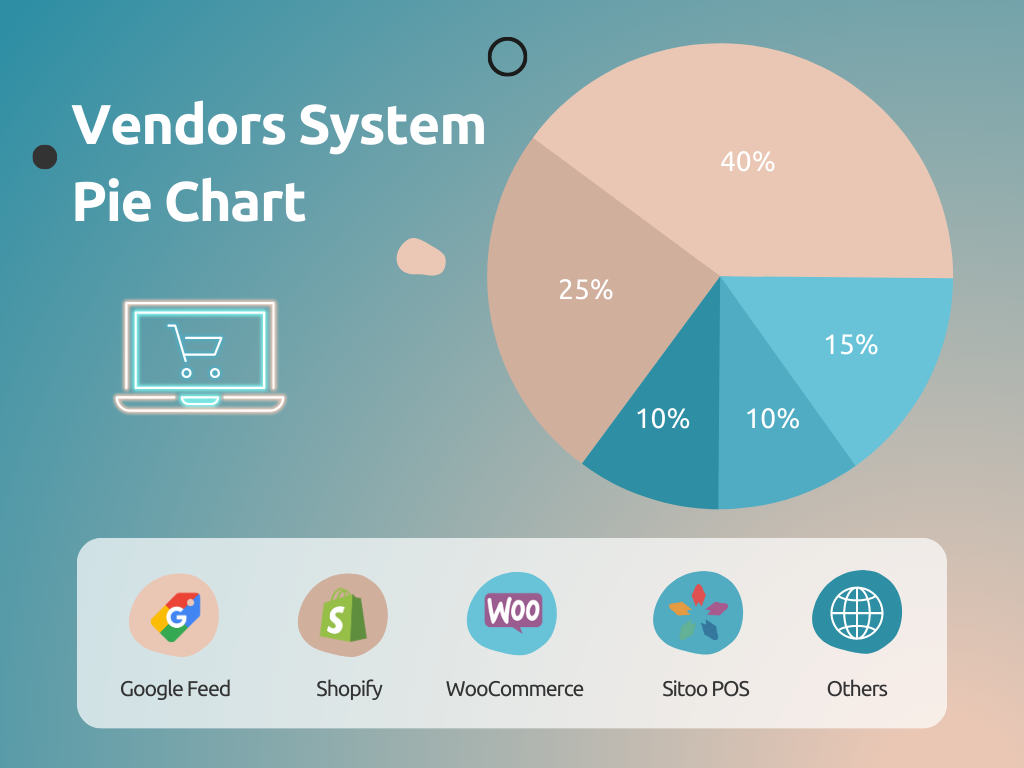 Vendors System
Pie Chart
40%
25%
15%
10%
10%
G
S
WOO
Google Feed
Shopify
WooCommerce
Sitoo POS
Others